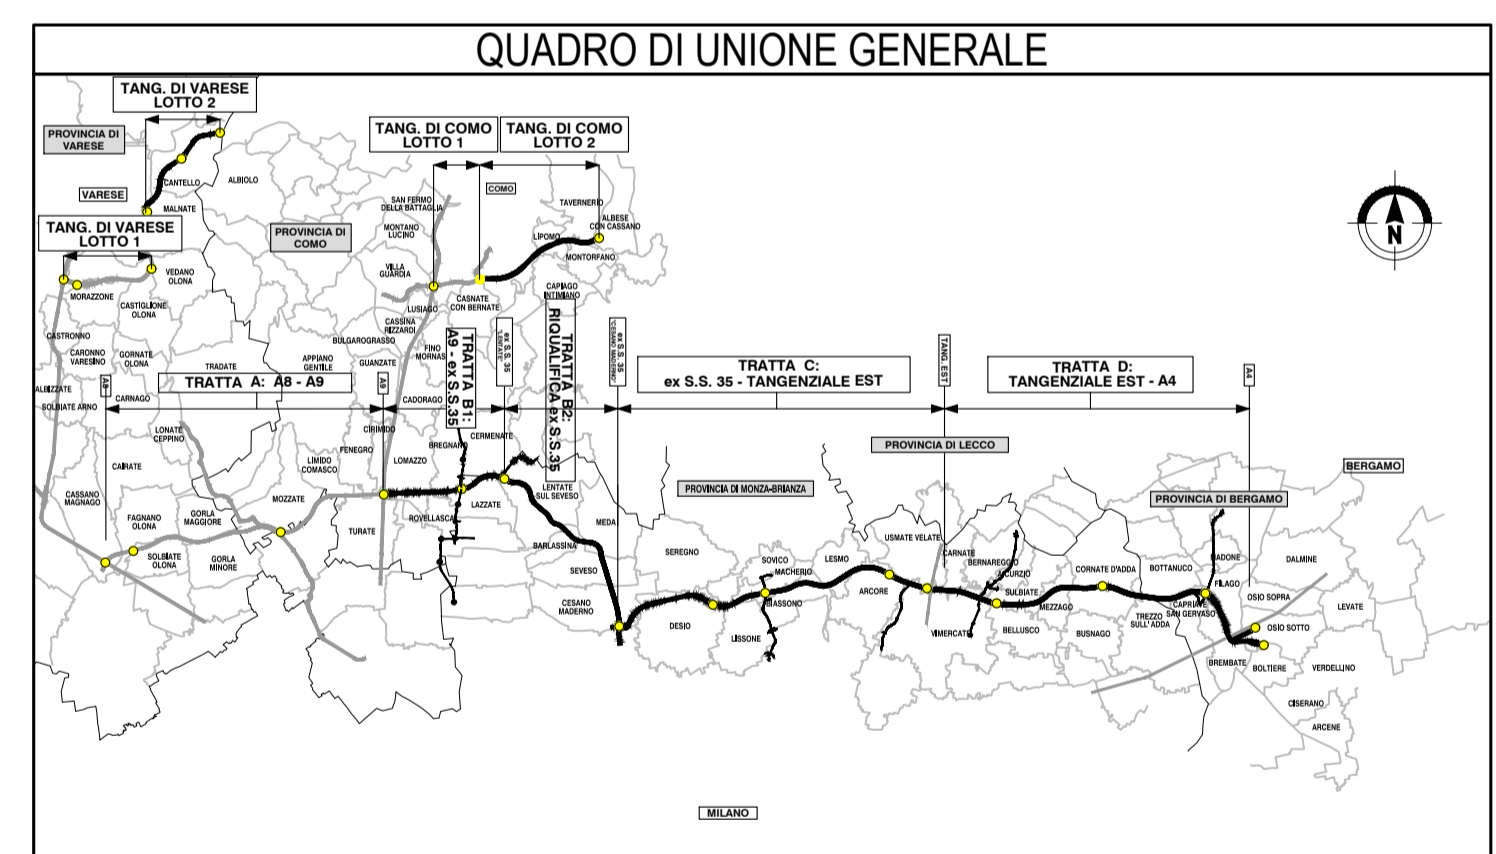 QUADRO DI UNIONE GENERALE
TANG. DI VARESE
LOTTO 2
PROVINCIA DI
VARESE
CANTELLO
ALBIOLO
VARESE
MALNATE
TANG. DI VARESE
LOTTO 1
VEDANO
OLONA
MORAZZONE
CASTIGLIONE
OLONA
PROVINCIA DI
COMO
TANG. DI COMO
LOTTO 1
TANG. DI COMO
LOTTO 2
COMO
SAN FERMO
DELLA BATTAGLIA
MONTANO
LUCINO
VILLA
GUARDIA
TAVERNERIO
ALBESE
CON CASSANO
LIPOMO
MONTORFANO
CAPIAGO
INTIMIANO
CASNATE
CON BERNATE
LUSIAGO
CASSINA
RIZZARDI
BULGAROGRASSO
FINO
MORNAS
GUANZATE
APPIANO
GENTILE
CASTRONNO
CARONNO
VARESINO
GORNATE
OLONA
TRADATE
ALBIZZATE
SOLBIATE ARNO
CARNAGO
A8
TRATTA A: A8 - A9
A9
CADORAGO
TRATTA B1:
A9 - ex S.S.35
ex S.S. 35
"LENTATE"
TRATTA B2:
RIQUALIFICA ex S.S.35
ex S.S. 35
"CESANO MADERNO"
TRATTA C:
ex S.S. 35 - TANGENZIALE EST
TANG. EST
TRATTA D:
TANGENZIALE EST - A4
A4
LONATE
CEPPINO
CIRIMIDO
FENEGRO
LIMIDO
COMASCO
LOMAZZO
BREGNANO
CERMENATE
CAIRATE
CASSANO
MAGNAGO
MOZZATE
GORLA
MAGGIORE
FAGNANO
OLONA
SOLBIATE
OLONA
GORLA
MINORE
TURATE
ROVELLASCA
LAZZATE
LENTATE
SUL SEVESO
MEDA
BARLASSINA
SEVESO
CESANO
MADERNO
PROVINCIA DI MONZA-BRIANZA
PROVINCIA DI LECCO
PROVINCIA DI BERGAMO
BERGAMO
SEREGNO
DESIO
SOVICO
MACHERIO
BIASSONO
LISSONE
LESMO
ARCORE
USMATE VELATE
CARNATE
BERNAREGGIO
AICURZIO
SULBIATE
VIMERCATE
BELLUSCO
MEZZAGO
CORNATE D'ADDA
BUSNAGO
BOTTANUCO
TREZZO
SULL'ADDA
MADONE
FILAGO
CAPRIATE
SAN GERVASO
DALMINE
OSIO SOPRA
OSIO SOTTO
LEVATE
BREMBATE
BOLTIERE
VERDELLINO
CISERANO
ARCENE
N
MILANO